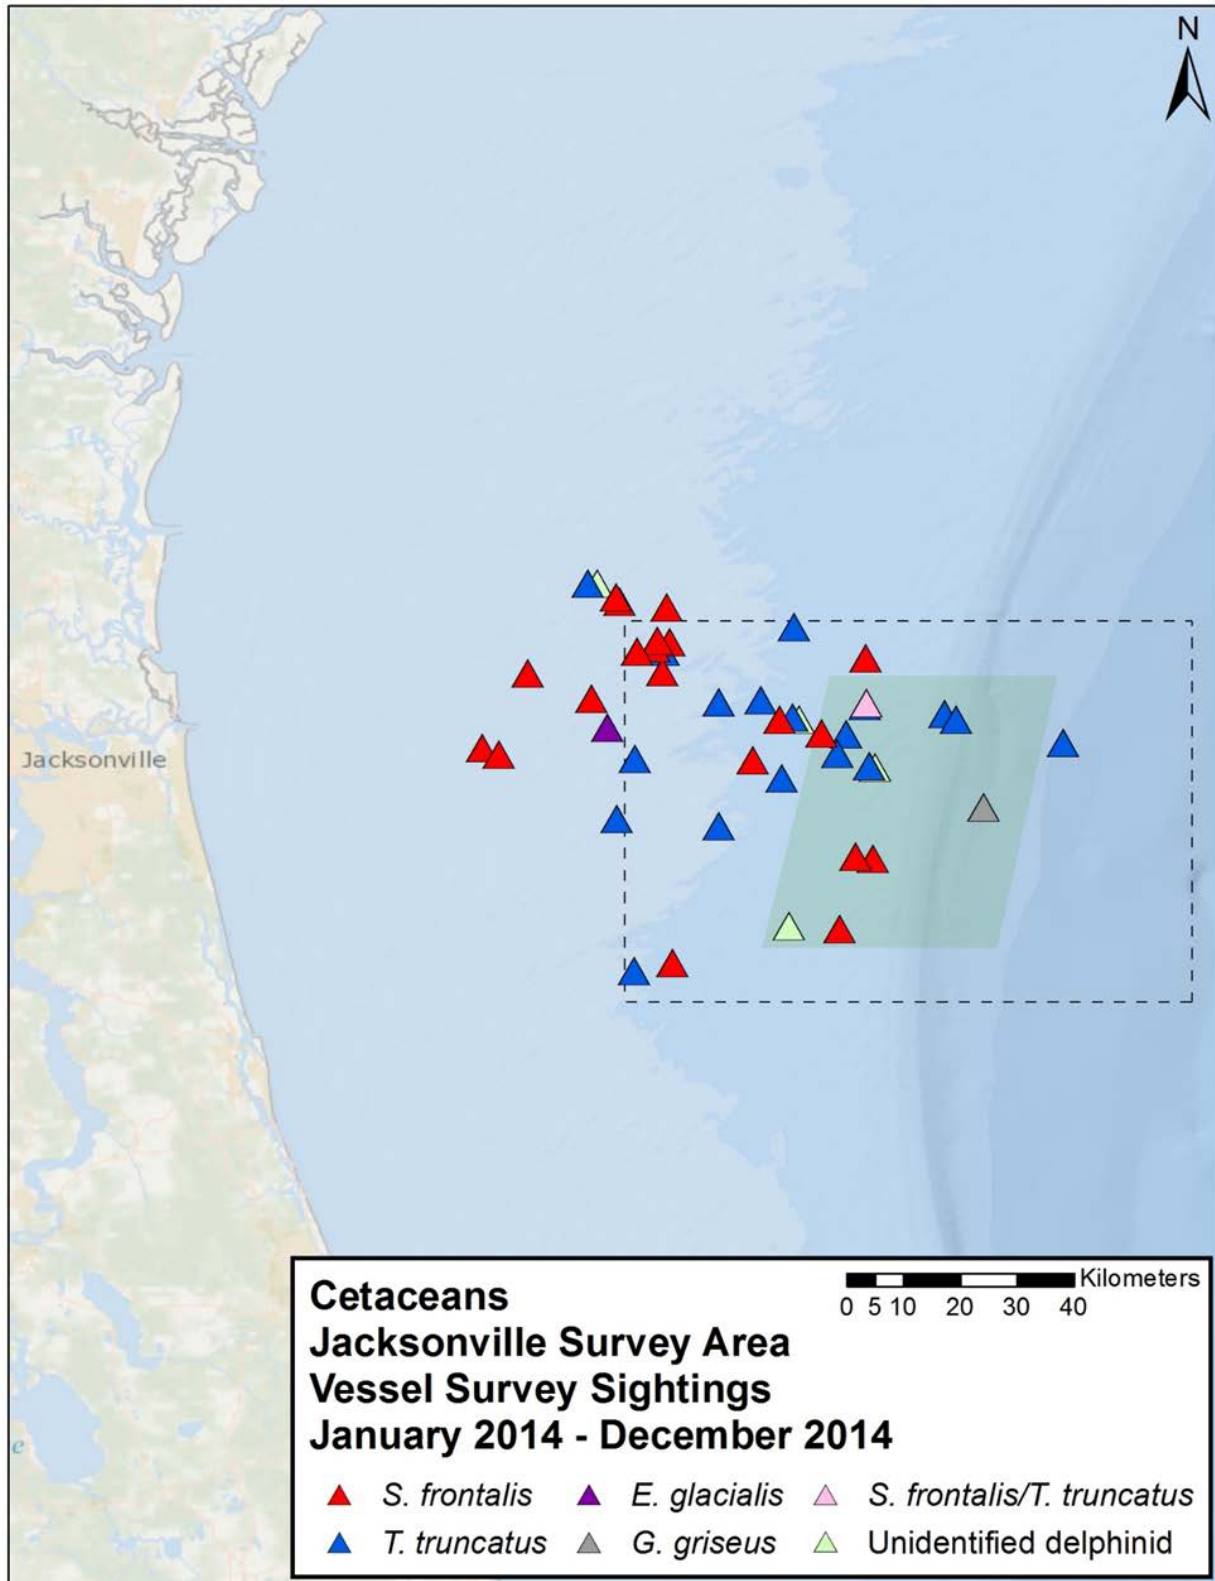 N
Jacksonville
e
Cetaceans
Jacksonville Survey Area
Vessel Survey Sightings
January 2014 - December 2014
Kilometers
0 5 10 20 30 40
S. frontalis
E. glacialis
S. frontalis/T. truncatus
T. truncatus
G. griseus
Unidentified delphinid